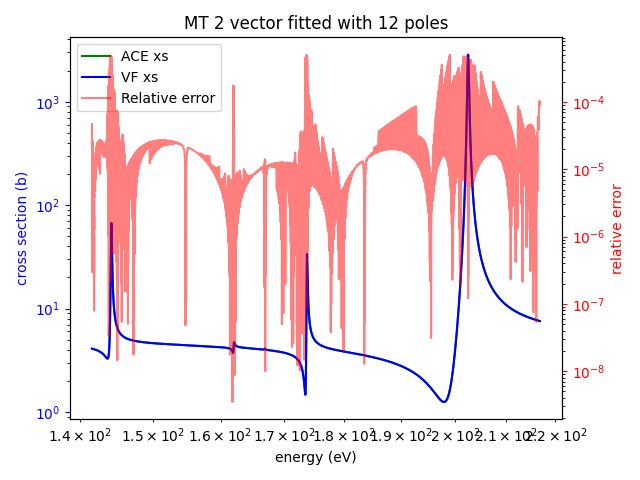 MT 2 vector fitted with 12 poles
ACE xs
VF xs
Relative error
cross section (b)
10³
10²
10¹
10⁰
relative error
10⁻⁴
10⁻⁵
10⁻⁶
10⁻⁷
10⁻⁸
1.4 × 10² 1.5 × 10² 1.6 × 10² 1.7 × 10² 1.8 × 10² 1.9 × 10² 2 × 10² 2.1 × 10² 2.2 × 10²
energy (eV)